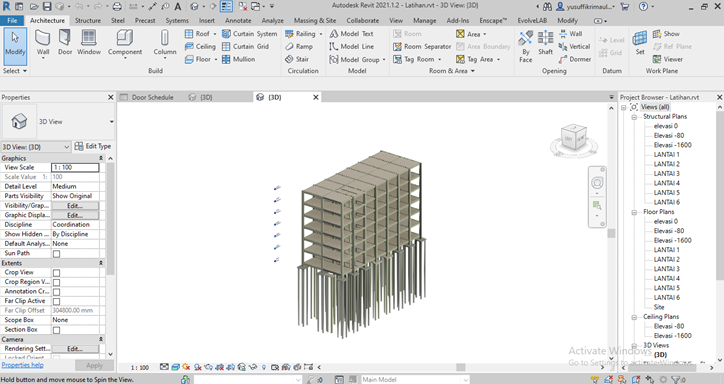 Autodesk Revit 2021.1.2 - Latihan.rvt - 3D View: {3D}
yusuffikrimaul...
File Architecture Structure Steel Precast Systems Insert Annotate Analyze Massing & Site Collaborate View Manage Add-Ins Enscape™ EvolveLAB Modify
Modify
Wall Door Window Component Column
Roof Ceiling Floor
Curtain System Curtain Grid Mullion
Railing Ramp Stair
Model Text Model Line Model Group
Room Room Separator Tag Room
Area Area Boundary Tag Area
By Face Shaft
Wall Vertical Dormer
Level Grid
Set
Show Ref Plane Viewer
Select Build Circulation Model Room & Area Opening Datum Work Plane
Properties
Door Schedule {3D} {3D}
Project Browser - Latihan.rvt
3D View
3D View: {3D} Edit Type
Graphics
View Scale 1 : 100
Scale Value 1: 100
Detail Level Medium
Parts Visibility Show Original
Visibility/Grap... Edit...
Graphic Displa... Edit...
Discipline Coordination
Show Hidden ... By Discipline
Default Analys... None
Sun Path
Extents
Crop View
Crop Region V...
Annotation Cr...
Far Clip Active
Far Clip Offset 304800.00 mm
Scope Box None
Section Box
Camera
Rendering Sett... Edit...
Locked Orient...
Properties help Apply
Views (all)
Structural Plans
elevasi 0
Elevasi -80
Elevasi -1600
LANTAI 1
LANTAI 2
LANTAI 3
LANTAI 4
LANTAI 5
LANTAI 6
Floor Plans
elevasi 0
Elevasi -80
Elevasi -1600
LANTAI 1
LANTAI 2
LANTAI 3
LANTAI 4
LANTAI 5
LANTAI 6
Site
Ceiling Plans
Elevasi -80
Elevasi -1600
3D Views
{3D}
Activate Windows
Go to Settings to activate Windows.
1 : 100
Hold button and move mouse to Spin the View.
:0
Main Model